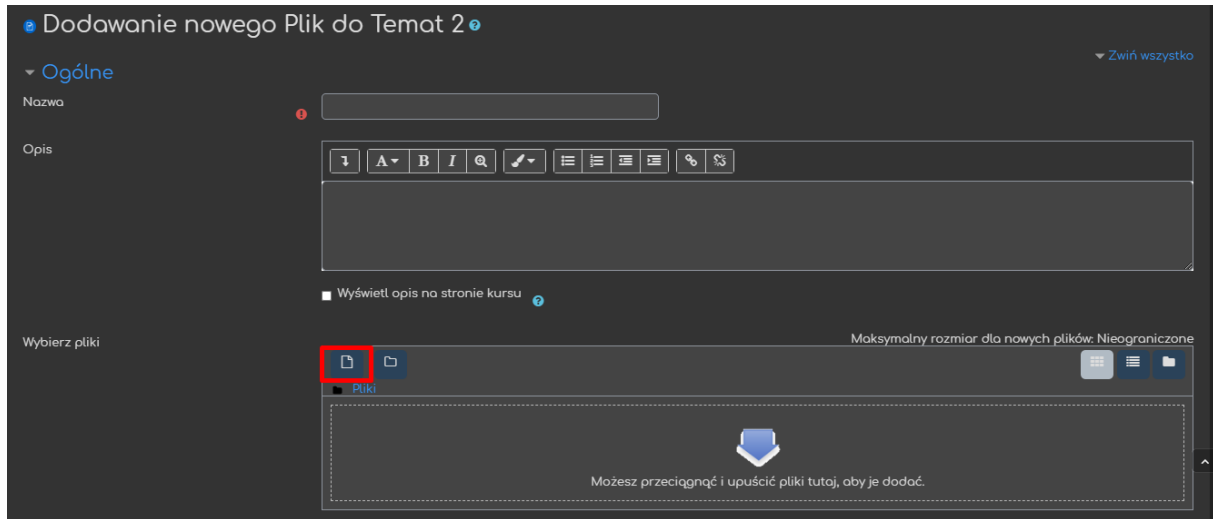 Dodawanie nowego Plik do Temat 2
Zwiń wszystko
Ogólne
Nazwa
Opis
A B I
Wyświetl opis na stronie kursu
Wybierz pliki
Maksymalny rozmiar dla nowych plików: Nieograniczone
Pliki
Możesz przeciągnąć i upuścić pliki tutaj, aby je dodać.